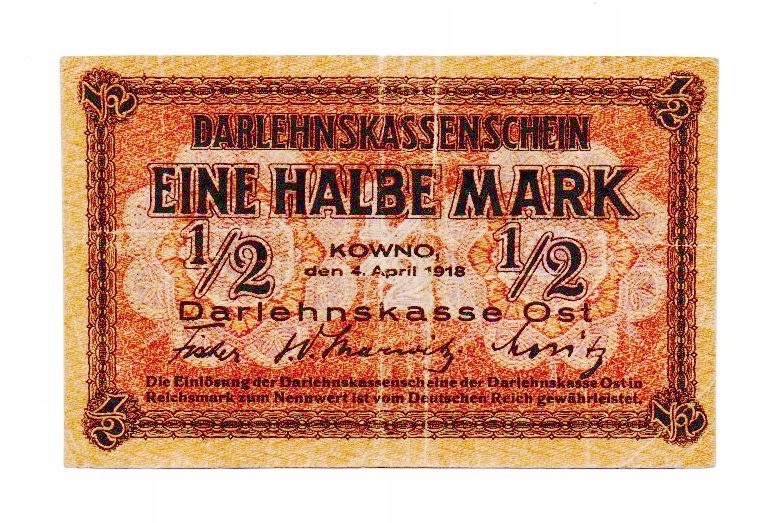 1/2 1/2
DARLEHNSKASSENSCHEIN
EINE HALBE MARK
1/2 KOWNO, 1/2
den 4. April 1918
Darlehnskasse Ost
Fischer
Die Einlösung der Darlehnskassenscheine der Darlehnskasse Ost in
Reichsmark zum Nennwert ist vom Deutschen Reich gewährleistet.
1/2 1/2